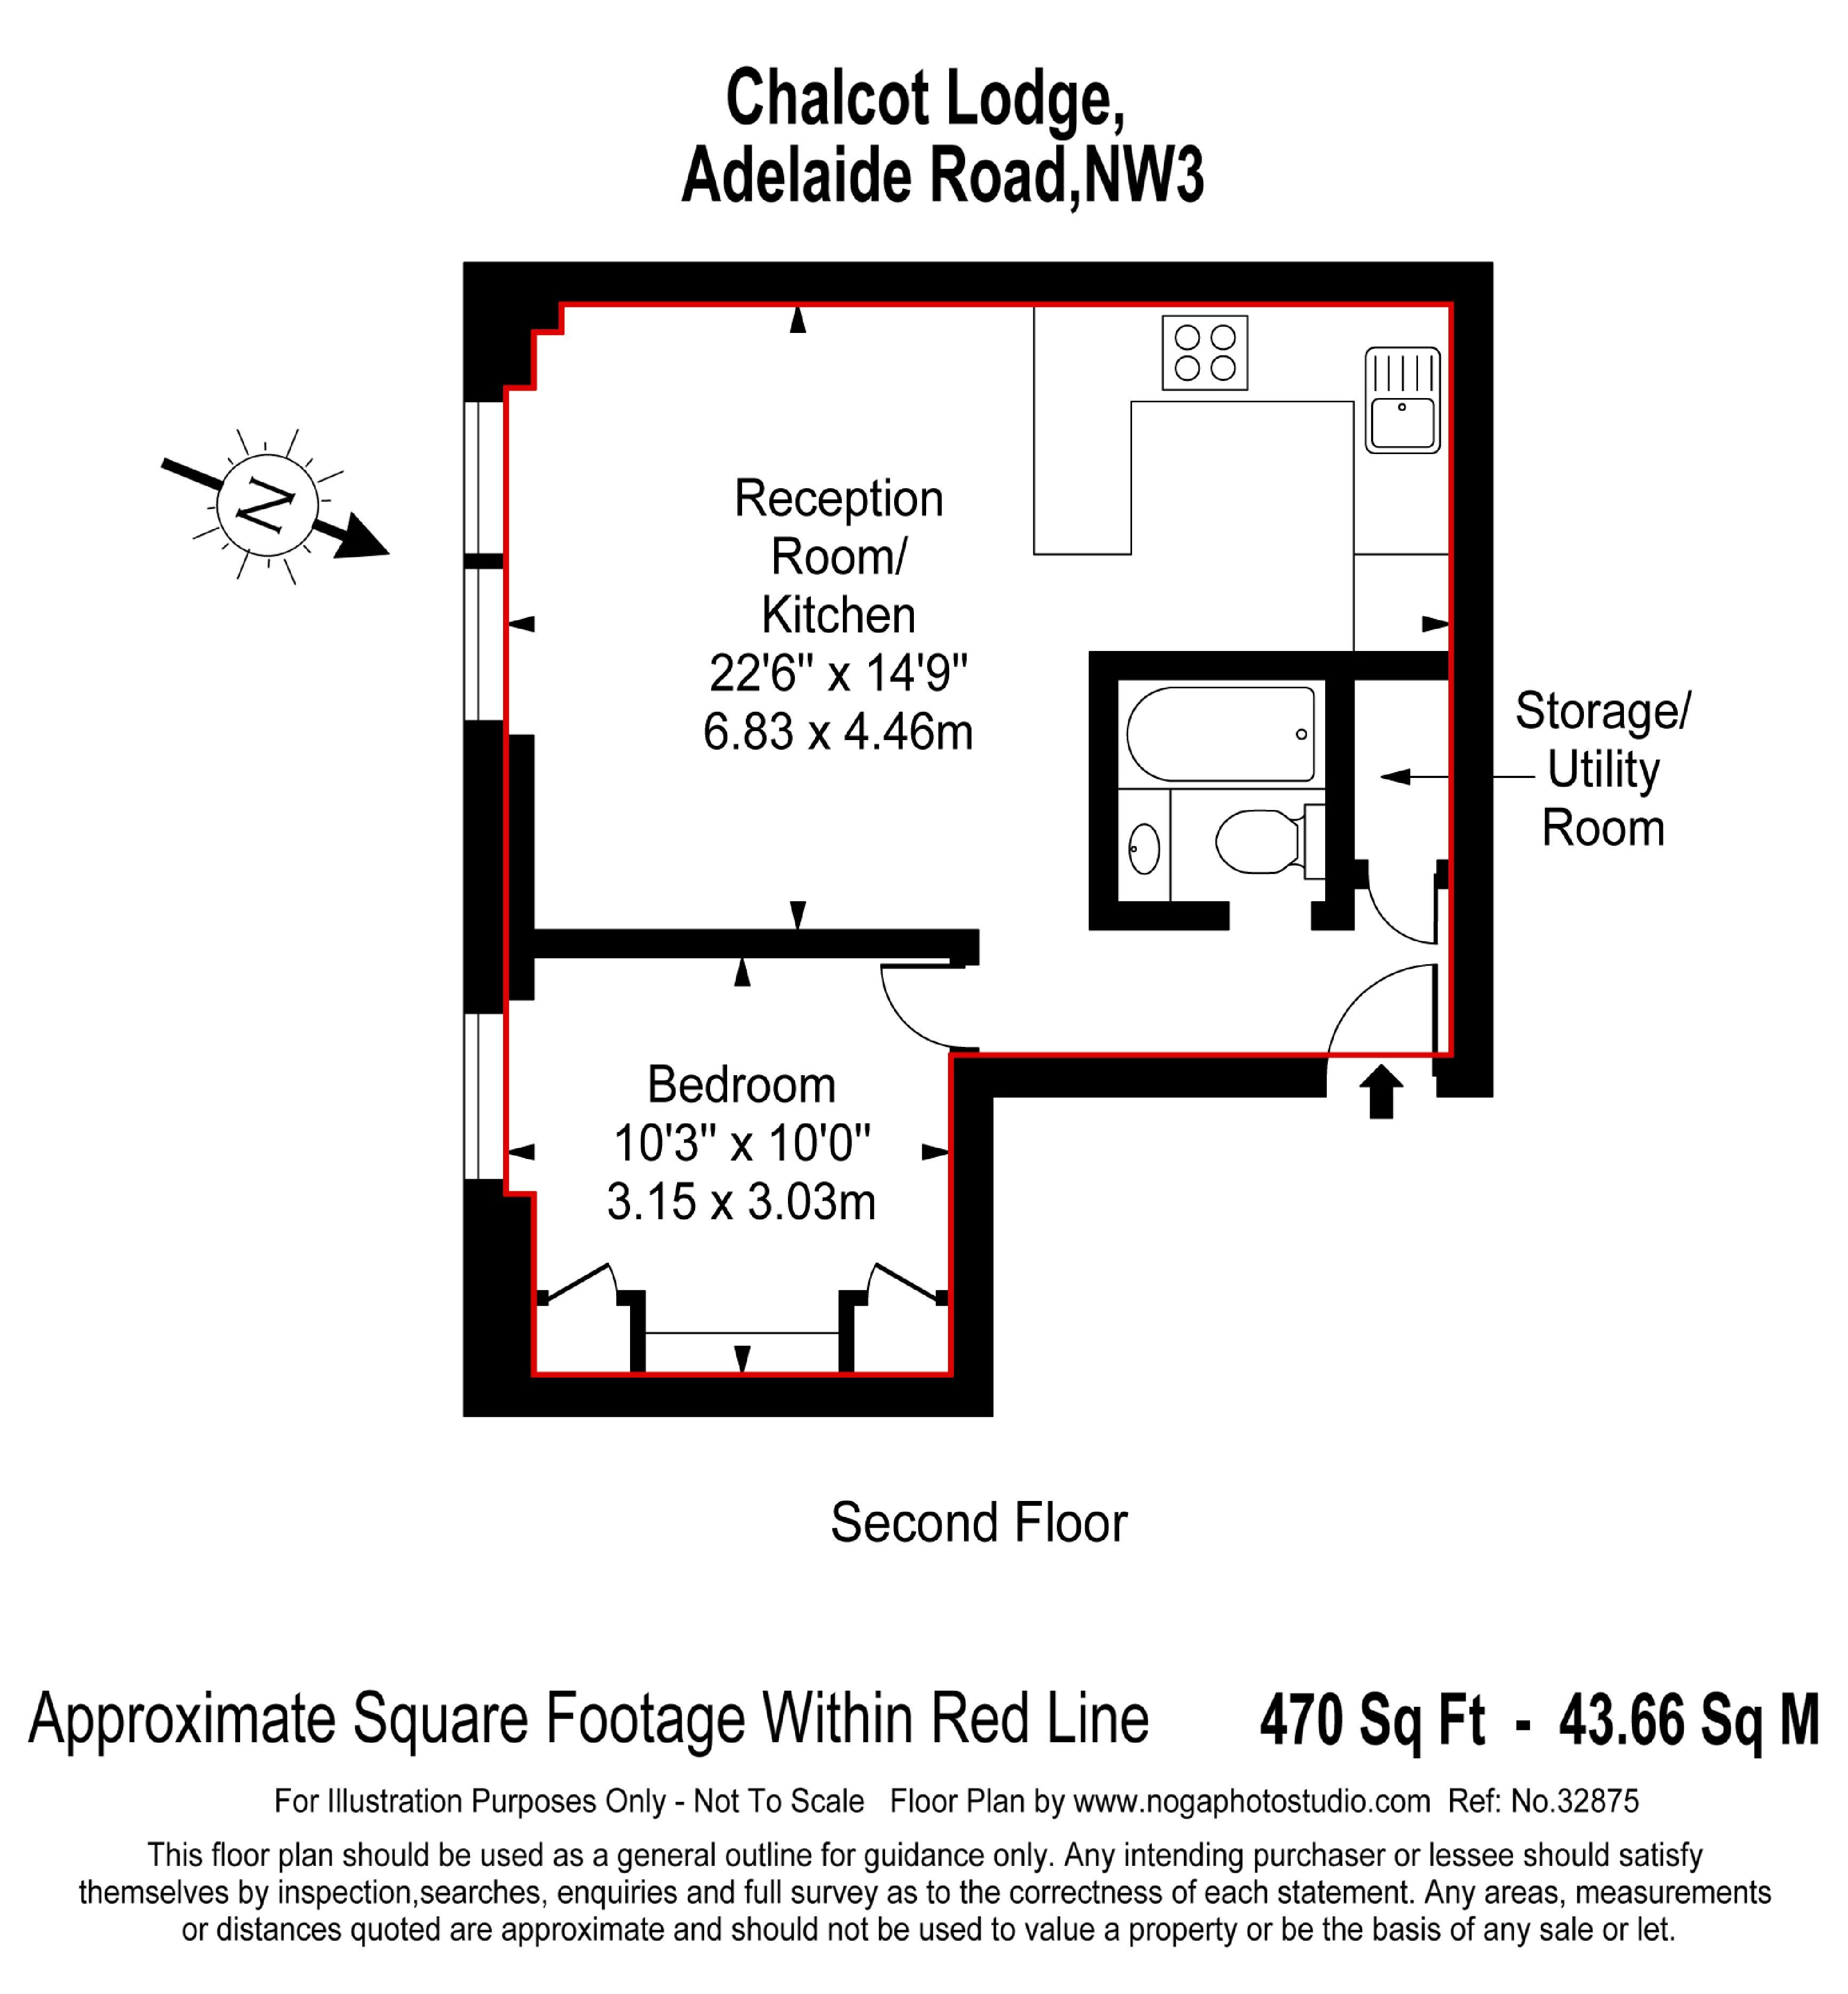 Chalcot Lodge,
Adelaide Road,NW3
N
Reception
Room/
Kitchen
22'6" x 14'9"
6.83 x 4.46m
Storage/
Utility
Room
Bedroom
10'3" x 10'0"
3.15 x 3.03m
Second Floor
Approximate Square Footage Within Red Line 470 Sq Ft - 43.66 Sq M
For Illustration Purposes Only - Not To Scale Floor Plan by www.nogaphotostudio.com Ref: No.32875
This floor plan should be used as a general outline for guidance only. Any intending purchaser or lessee should satisfy
themselves by inspection,searches, enquiries and full survey as to the correctness of each statement. Any areas, measurements
or distances quoted are approximate and should not be used to value a property or be the basis of any sale or let.